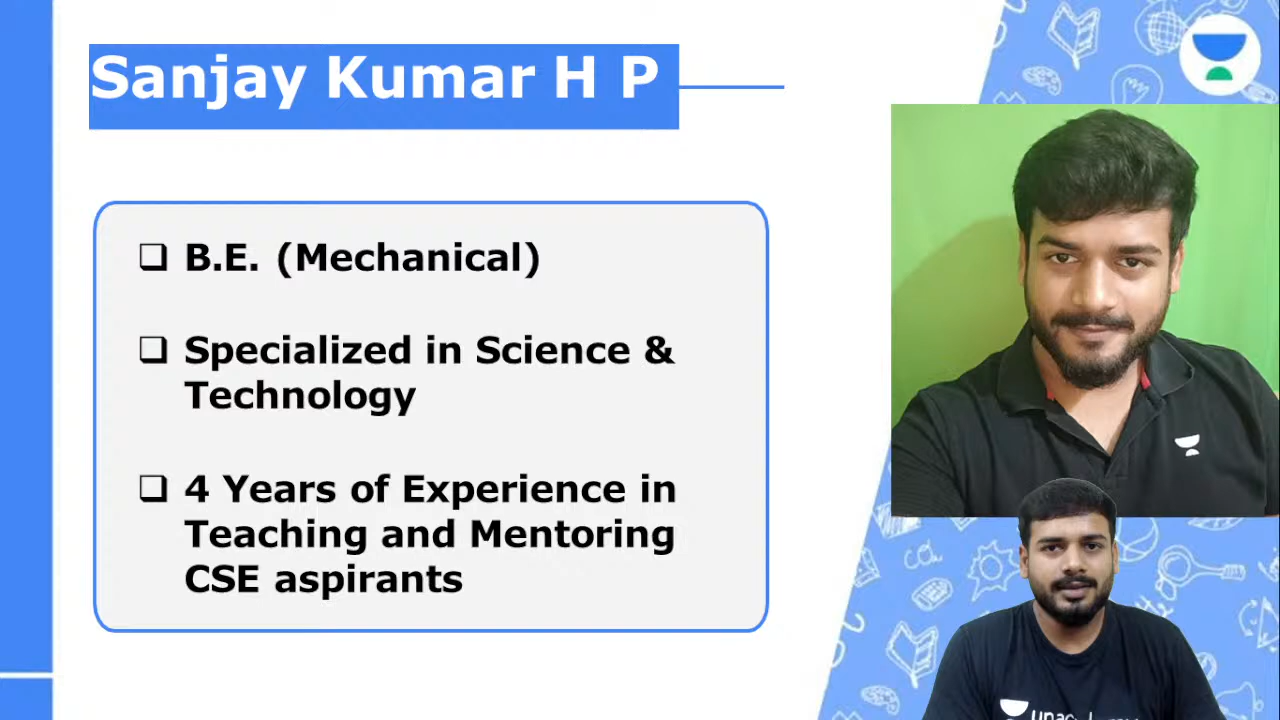 Sanjay Kumar H P
B.E. (Mechanical)
Specialized in Science &
Technology
4 Years of Experience in
Teaching and Mentoring
CSE aspirants